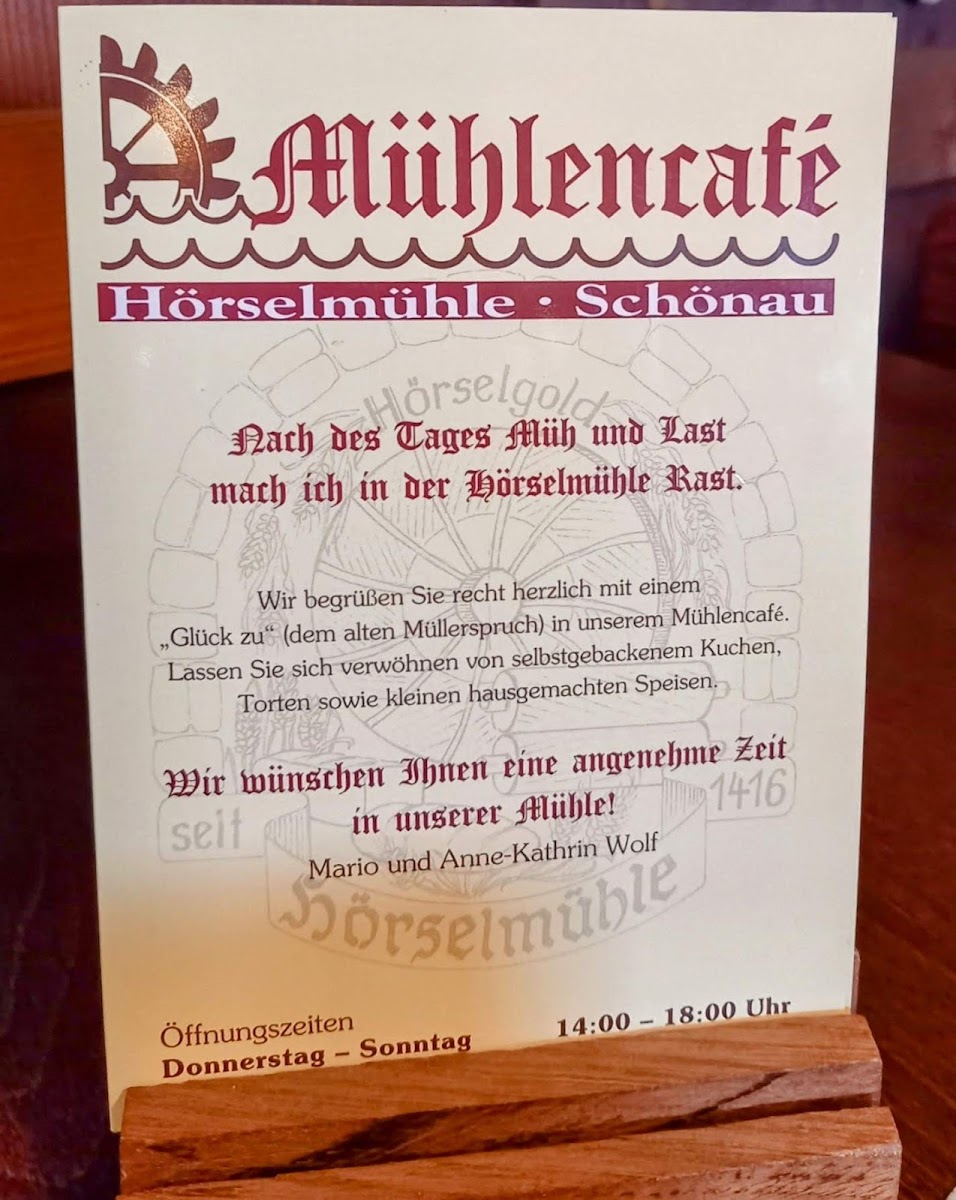 Mühlencafé
Hörselmühle · Schönau
Hörselgold
Nach des Tages Müh und Last
mach ich in der Hörselmühle Rast.
Wir begrüßen Sie recht herzlich mit einem
„Glück zu“ (dem alten Müllerspruch) in unserem Mühlencafé.
Lassen Sie sich verwöhnen von selbstgebackenem Kuchen,
Torten sowie kleinen hausgemachten Speisen.
Wir wünschen Ihnen eine angenehme Zeit
in unserer Mühle!
seit 1416
Mario und Anne-Kathrin Wolf
Hörselmühle
Öffnungszeiten
Donnerstag – Sonntag 14:00 – 18:00 Uhr